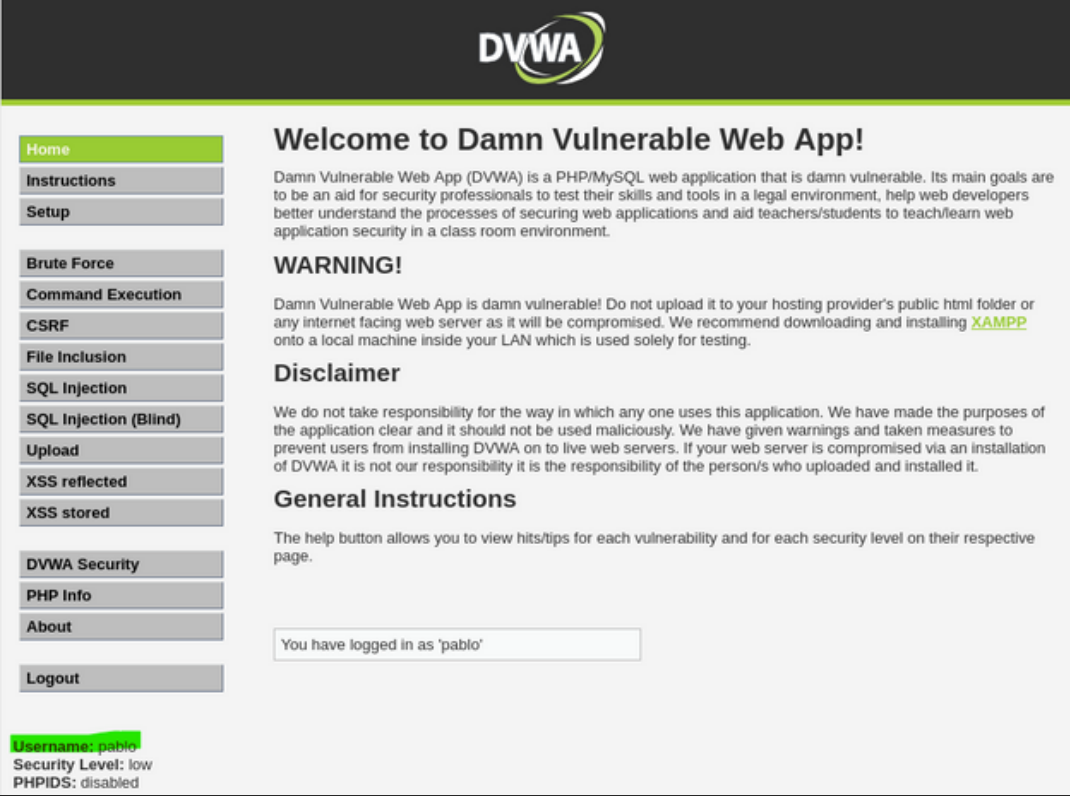 DVWA
Home
Instructions
Setup
Brute Force
Command Execution
CSRF
File Inclusion
SQL Injection
SQL Injection (Blind)
Upload
XSS reflected
XSS stored
DVWA Security
PHP Info
About
Logout
Username: pablo
Security Level: low
PHPIDS: disabled
Welcome to Damn Vulnerable Web App!
Damn Vulnerable Web App (DVWA) is a PHP/MySQL web application that is damn vulnerable. Its main goals are
to be an aid for security professionals to test their skills and tools in a legal environment, help web developers
better understand the processes of securing web applications and aid teachers/students to teach/learn web
application security in a class room environment.
WARNING!
Damn Vulnerable Web App is damn vulnerable! Do not upload it to your hosting provider's public html folder or
any internet facing web server as it will be compromised. We recommend downloading and installing XAMPP
onto a local machine inside your LAN which is used solely for testing.
Disclaimer
We do not take responsibility for the way in which any one uses this application. We have made the purposes of
the application clear and it should not be used maliciously. We have given warnings and taken measures to
prevent users from installing DVWA on to live web servers. If your web server is compromised via an installation
of DVWA it is not our responsibility it is the responsibility of the person/s who uploaded and installed it.
General Instructions
The help button allows you to view hits/tips for each vulnerability and for each security level on their respective
page.
You have logged in as 'pablo'